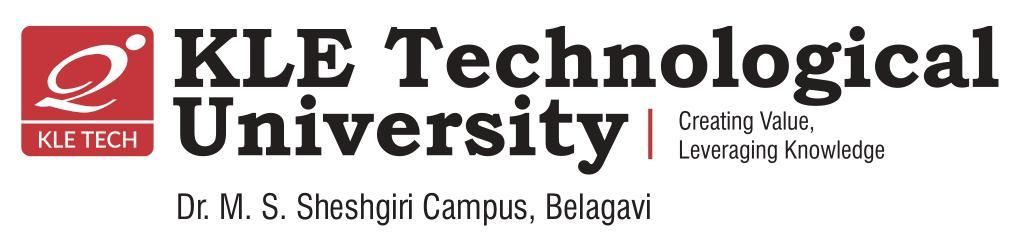 KLE TECH
KLE Technological
University
Creating Value,
Leveraging Knowledge
Dr. M. S. Sheshgiri Campus, Belagavi